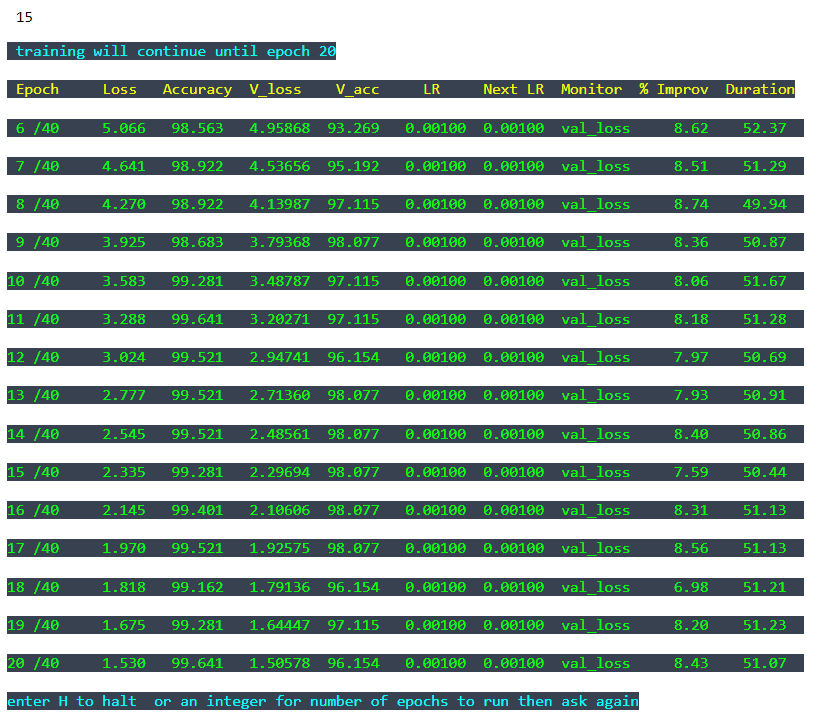 15
training will continue until epoch 20
Epoch Loss Accuracy V_loss V_acc LR Next LR Monitor % Improv Duration
6 /40 5.066 98.563 4.95868 93.269 0.00100 0.00100 val_loss 8.62 52.37
7 /40 4.641 98.922 4.53656 95.192 0.00100 0.00100 val_loss 8.51 51.29
8 /40 4.270 98.922 4.13987 97.115 0.00100 0.00100 val_loss 8.74 49.94
9 /40 3.925 98.683 3.79368 98.077 0.00100 0.00100 val_loss 8.36 50.87
10 /40 3.583 99.281 3.48787 97.115 0.00100 0.00100 val_loss 8.06 51.67
11 /40 3.288 99.641 3.20271 97.115 0.00100 0.00100 val_loss 8.18 51.28
12 /40 3.024 99.521 2.94741 96.154 0.00100 0.00100 val_loss 7.97 50.69
13 /40 2.777 99.521 2.71360 98.077 0.00100 0.00100 val_loss 7.93 50.91
14 /40 2.545 99.521 2.48561 98.077 0.00100 0.00100 val_loss 8.40 50.86
15 /40 2.335 99.281 2.29694 98.077 0.00100 0.00100 val_loss 7.59 50.44
16 /40 2.145 99.401 2.10606 98.077 0.00100 0.00100 val_loss 8.31 51.13
17 /40 1.970 99.521 1.92575 98.077 0.00100 0.00100 val_loss 8.56 51.13
18 /40 1.818 99.162 1.79136 96.154 0.00100 0.00100 val_loss 6.98 51.21
19 /40 1.675 99.281 1.64447 97.115 0.00100 0.00100 val_loss 8.20 51.23
20 /40 1.530 99.641 1.50578 96.154 0.00100 0.00100 val_loss 8.43 51.07
enter H to halt or an integer for number of epochs to run then ask again